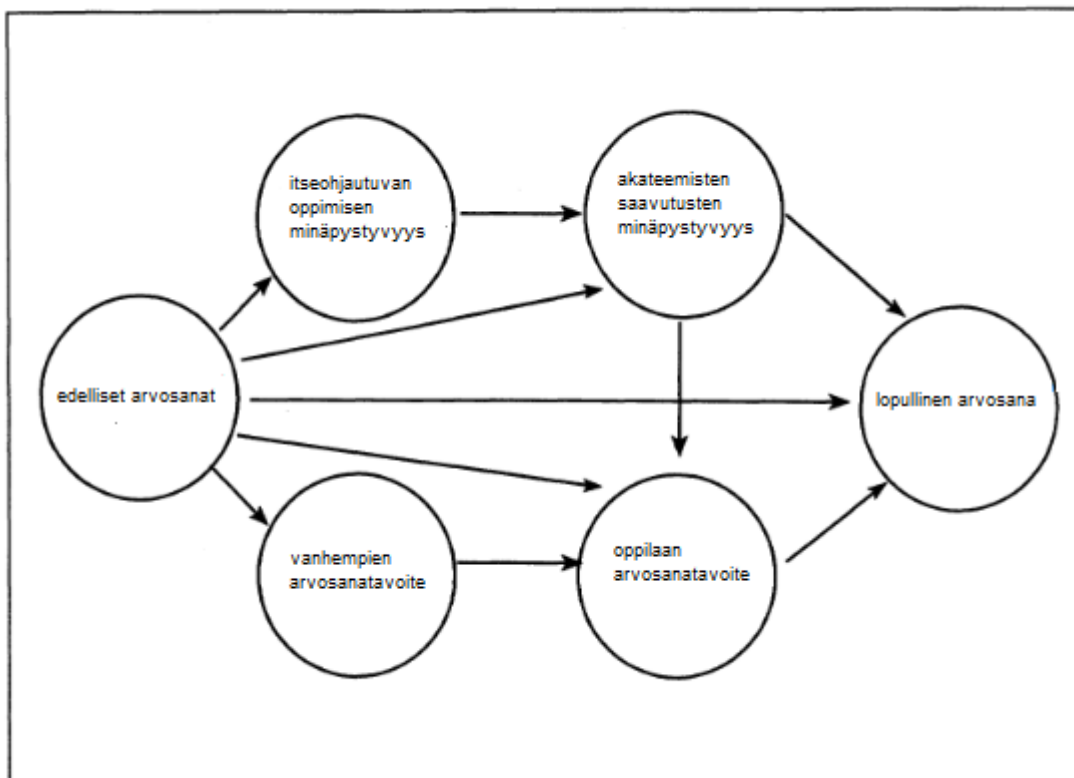 itseohjautuvan
oppimisen
minäpystyvyys
akateemisten
saavutusten
minäpystyvyys
edelliset arvosanat
lopullinen arvosana
vanhempien
arvosanatavoite
oppilaan
arvosanatavoite